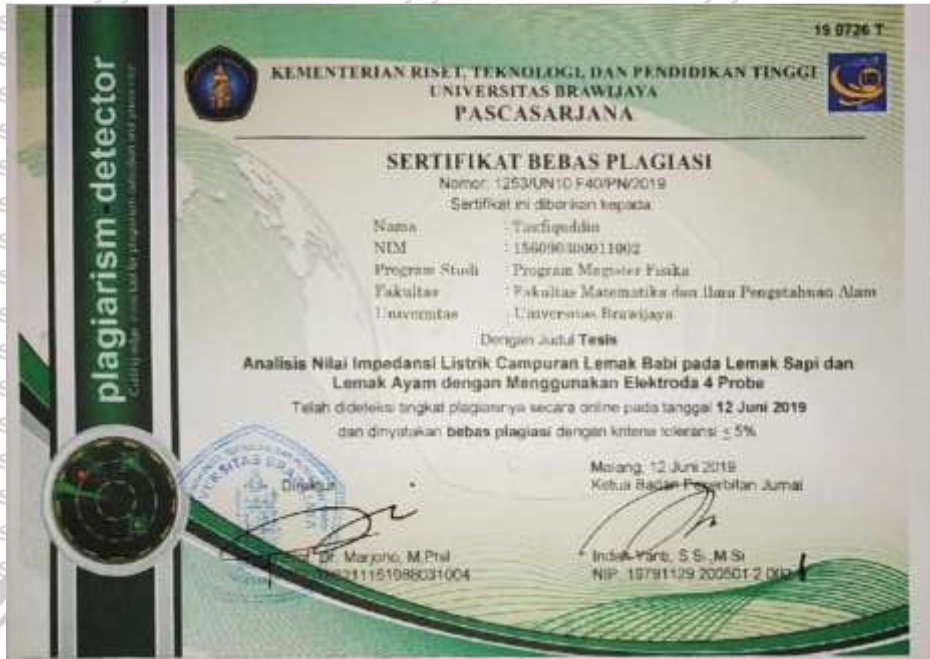 19 0726 T
plagiarism-detector
KEMENTERIAN RISET, TEKNOLOGI, DAN PENDIDIKAN TINGGI
UNIVERSITAS BRAWIJAYA
PASCASARJANA
SERTIFIKAT BEBAS PLAGIASI
Nomor: 1253/UN10.F40/PN/2019
Sertifikat ini diberikan kepada
Nama : Taufiquddin
NIM : 156090300011002
Program Studi : Program Magister Fisika
Fakultas : Fakultas Matematika dan Ilmu Pengetahuan Alam
Universitas : Universitas Brawijaya
Dengan Judul Tesis
Analisis Nilai Impedansi Listrik Campuran Lemak Babi pada Lemak Sapi dan
Lemak Ayam dengan Menggunakan Elektroda 4 Probe
Telah dideteksi tingkat plagiasinya secara online pada tanggal 12 Juni 2019
dan dinyatakan bebas plagiasi dengan kriteria toleransi ≤ 5%
Malang, 12 Juni 2019
Direktur
Ketua Badan Penerbitan Jurnal
Dr. Marjono, M.Phil
Indah Yanti, S.Si.,M.Si
NIP. 19791129 200501 2